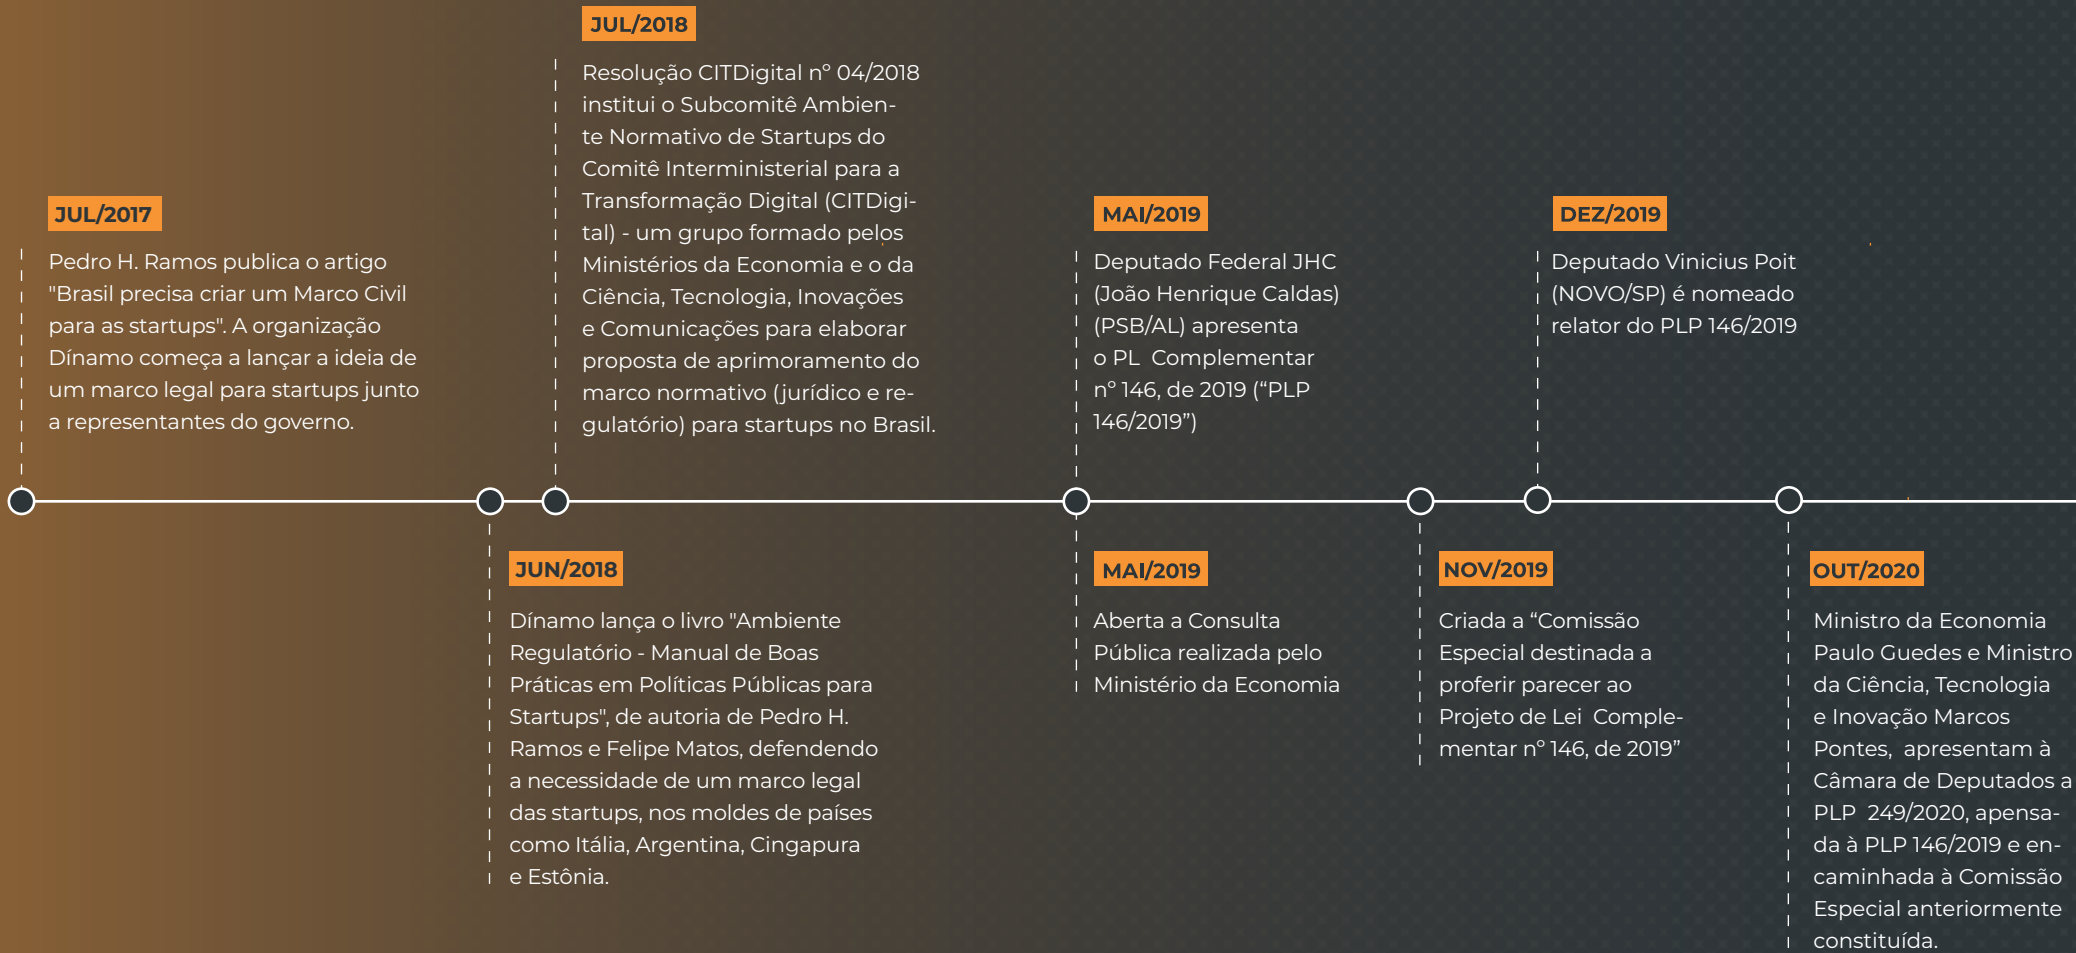 JUL/2017
Pedro H. Ramos publica o artigo
"Brasil precisa criar um Marco Civil
para as startups". A organização
Dínamo começa a lançar a ideia de
um marco legal para startups junto
a representantes do governo.
JUN/2018
Dínamo lança o livro "Ambiente
Regulatório - Manual de Boas
Práticas em Políticas Públicas para
Startups", de autoria de Pedro H.
Ramos e Felipe Matos, defendendo
a necessidade de um marco legal
das startups, nos moldes de países
como Itália, Argentina, Cingapura
e Estônia.
JUL/2018
Resolução CITDigital nº 04/2018
institui o Subcomitê Ambien-
te Normativo de Startups do
Comitê Interministerial para a
Transformação Digital (CITDigi-
tal) - um grupo formado pelos
Ministérios da Economia e o da
Ciência, Tecnologia, Inovações
e Comunicações para elaborar
proposta de aprimoramento do
marco normativo (jurídico e re-
gulatório) para startups no Brasil.
MAI/2019
Deputado Federal JHC
(João Henrique Caldas)
(PSB/AL) apresenta
o PL  Complementar
nº 146, de 2019 (“PLP
146/2019”)
MAI/2019
Aberta a Consulta
Pública realizada pelo
Ministério da Economia
NOV/2019
Criada a “Comissão
Especial destinada a
proferir parecer ao
Projeto de Lei  Comple-
mentar nº 146, de 2019”
DEZ/2019
Deputado Vinicius Poit
(NOVO/SP) é nomeado
relator do PLP 146/2019
OUT/2020
Ministro da Economia
Paulo Guedes e Ministro
da Ciência, Tecnologia
e Inovação Marcos
Pontes,  apresentam à
Câmara de Deputados a
PLP  249/2020, apensa-
da à PLP 146/2019 e en-
caminhada à Comissão
Especial anteriormente
constituída.